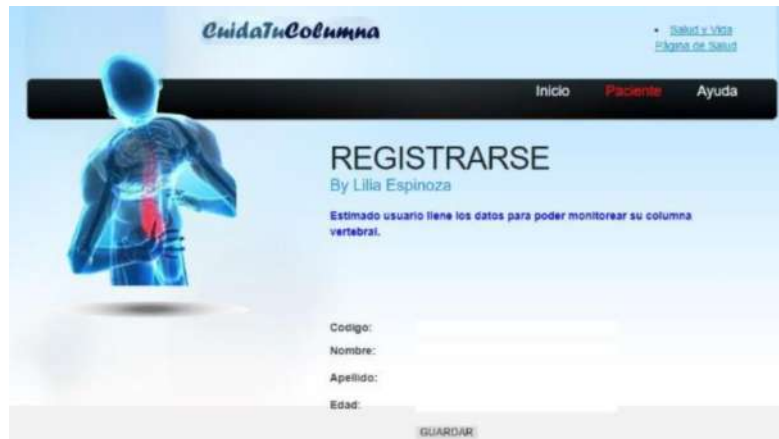 CuidaTuColumna
Salud y Vida
Página de Salud
Inicio Paciente Ayuda
REGISTRARSE
By Lilia Espinoza
Estimado usuario llene los datos para poder monitorear su columna
vertebral.
Codigo:
Nombre:
Apellido:
Edad:
GUARDAR